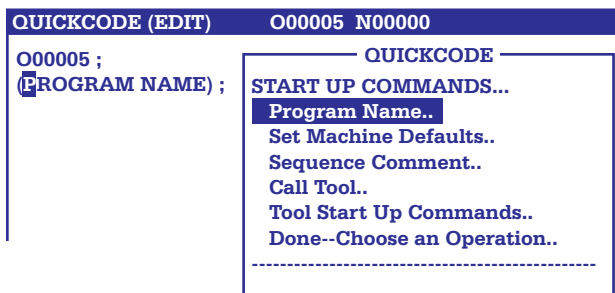 QUICKCODE (EDIT) O00005 N00000
O00005 ;
(PROGRAM NAME) ;
QUICKCODE
START UP COMMANDS...
Program Name..
Set Machine Defaults..
Sequence Comment..
Call Tool..
Tool Start Up Commands..
Done--Choose an Operation..
-------------------------------------------------